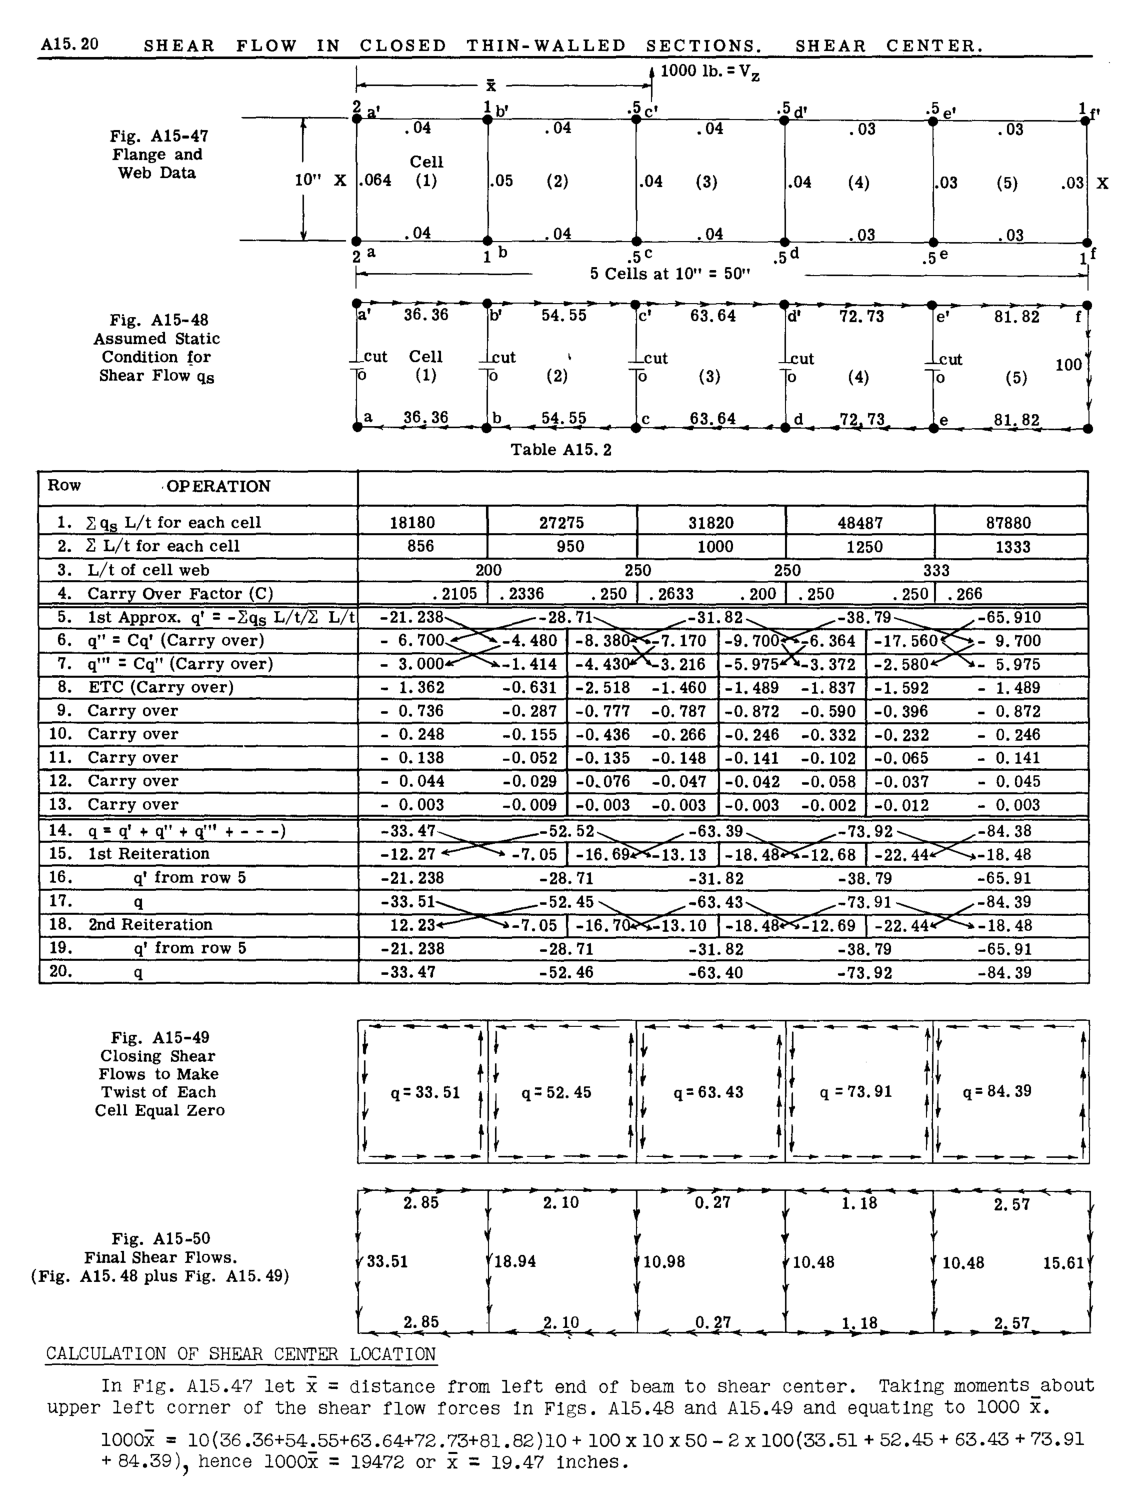 A15.20 SHEAR FLOW IN CLOSED THIN-WALLED SECTIONS. SHEAR CENTER.
1000 lb. = Vz
x̄
2 a' 1 b' .5 c' .5 d' .5 e' 1 f'
.04 .04 .04 .03 .03
Fig. A15-47
Flange and
Web Data
Cell
10" X .064 (1) .05 (2) .04 (3) .04 (4) .03 (5) .03 X
.04 .04 .04 .03 .03
2 a 1 b .5 c .5 d .5 e 1 f
5 Cells at 10" = 50"
Fig. A15-48
Assumed Static
Condition for
Shear Flow qs
a' 36.36 b' 54.55 c' 63.64 d' 72.73 e' 81.82 f
cut Cell cut cut cut cut 100
o (1) o (2) o (3) o (4) o (5)
a 36.36 b 54.55 c 63.64 d 72.73 e 81.82
Table A15.2
Row OPERATION
1. Σ qs L/t for each cell 18180 27275 31820 48487 87880
2. Σ L/t for each cell 856 950 1000 1250 1333
3. L/t of cell web 200 250 250 333
4. Carry Over Factor (C) .2105 .2336 .250 .2633 .200 .250 .250 .266
5. 1st Approx. q' = -Σqs L/t/Σ L/t -21.238 -28.71 -31.82 -38.79 -65.910
6. q'' = Cq' (Carry over) - 6.700 -4.480 -8.380 -7.170 -9.700 -6.364 -17.560 - 9.700
7. q''' = Cq'' (Carry over) - 3.000 -1.414 -4.430 -3.216 -5.975 -3.372 -2.580 - 5.975
8. ETC (Carry over) - 1.362 -0.631 -2.518 -1.460 -1.489 -1.837 -1.592 - 1.489
9. Carry over - 0.736 -0.287 -0.777 -0.787 -0.872 -0.590 -0.396 - 0.872
10. Carry over - 0.248 -0.155 -0.436 -0.266 -0.246 -0.332 -0.232 - 0.246
11. Carry over - 0.138 -0.052 -0.135 -0.148 -0.141 -0.102 -0.065 - 0.141
12. Carry over - 0.044 -0.029 -0.076 -0.047 -0.042 -0.058 -0.037 - 0.045
13. Carry over - 0.003 -0.009 -0.003 -0.003 -0.003 -0.002 -0.012 - 0.003
14. q = q' + q'' + q''' + - - -) -33.47 -52.52 -63.39 -73.92 -84.38
15. 1st Reiteration -12.27 -7.05 -16.69 -13.13 -18.48 -12.68 -22.44 -18.48
16. q' from row 5 -21.238 -28.71 -31.82 -38.79 -65.91
17. q -33.51 -52.45 -63.43 -73.91 -84.39
18. 2nd Reiteration 12.23 -7.05 -16.70 -13.10 -18.48 -12.69 -22.44 -18.48
19. q' from row 5 -21.238 -28.71 -31.82 -38.79 -65.91
20. q -33.47 -52.46 -63.40 -73.92 -84.39
Fig. A15-49
Closing Shear
Flows to Make
Twist of Each
Cell Equal Zero
q=33.51 q=52.45 q=63.43 q=73.91 q=84.39
2.85 2.10 0.27 1.18 2.57
Fig. A15-50
Final Shear Flows.
(Fig. A15.48 plus Fig. A15.49)
33.51 18.94 10.98 10.48 10.48 15.61
2.85 2.10 0.27 1.18 2.57
CALCULATION OF SHEAR CENTER LOCATION
In Fig. A15.47 let x̄ = distance from left end of beam to shear center. Taking moments about
upper left corner of the shear flow forces in Figs. A15.48 and A15.49 and equating to 1000 x̄.
1000x̄ = 10(36.36+54.55+63.64+72.73+81.82)10 + 100 x 10 x 50 - 2 x 100(33.51 + 52.45 + 63.43 + 73.91
+ 84.39), hence 1000x̄ = 19472 or x̄ = 19.47 inches.